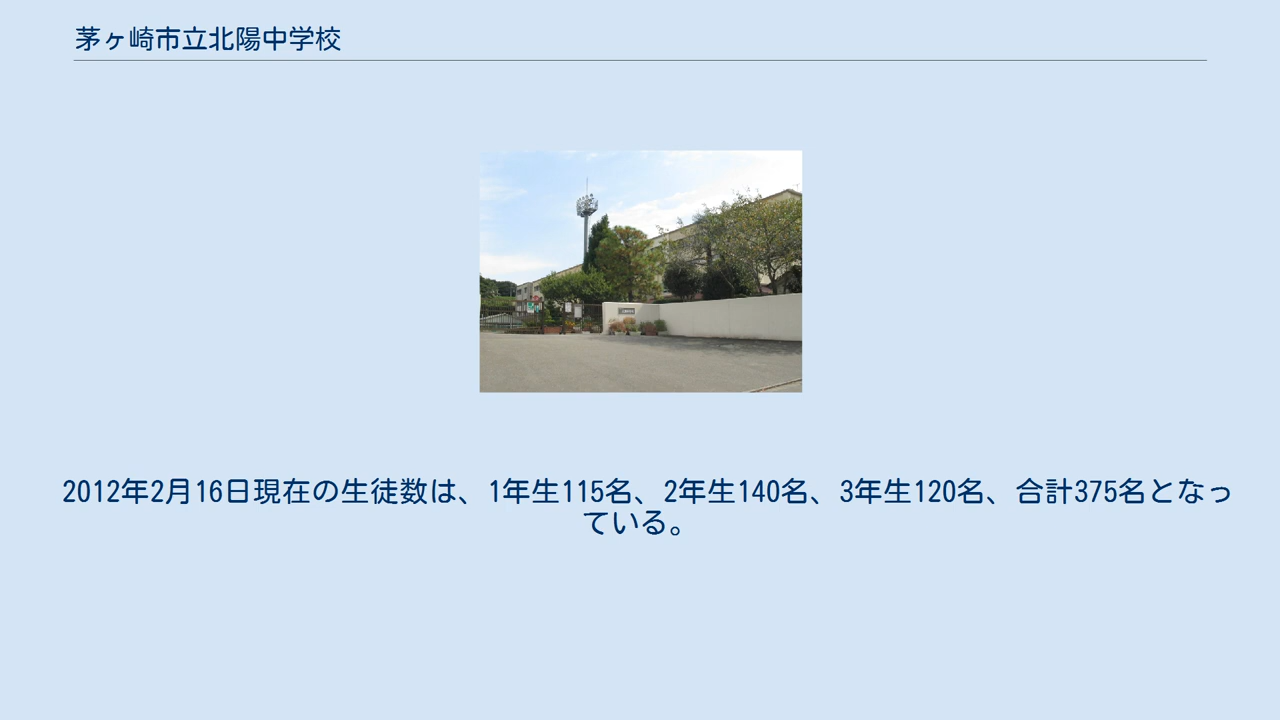 茅ヶ崎市立北陽中学校
2012年2月16日現在の生徒数は、1年生115名、2年生140名、3年生120名、合計375名となっ
ている。